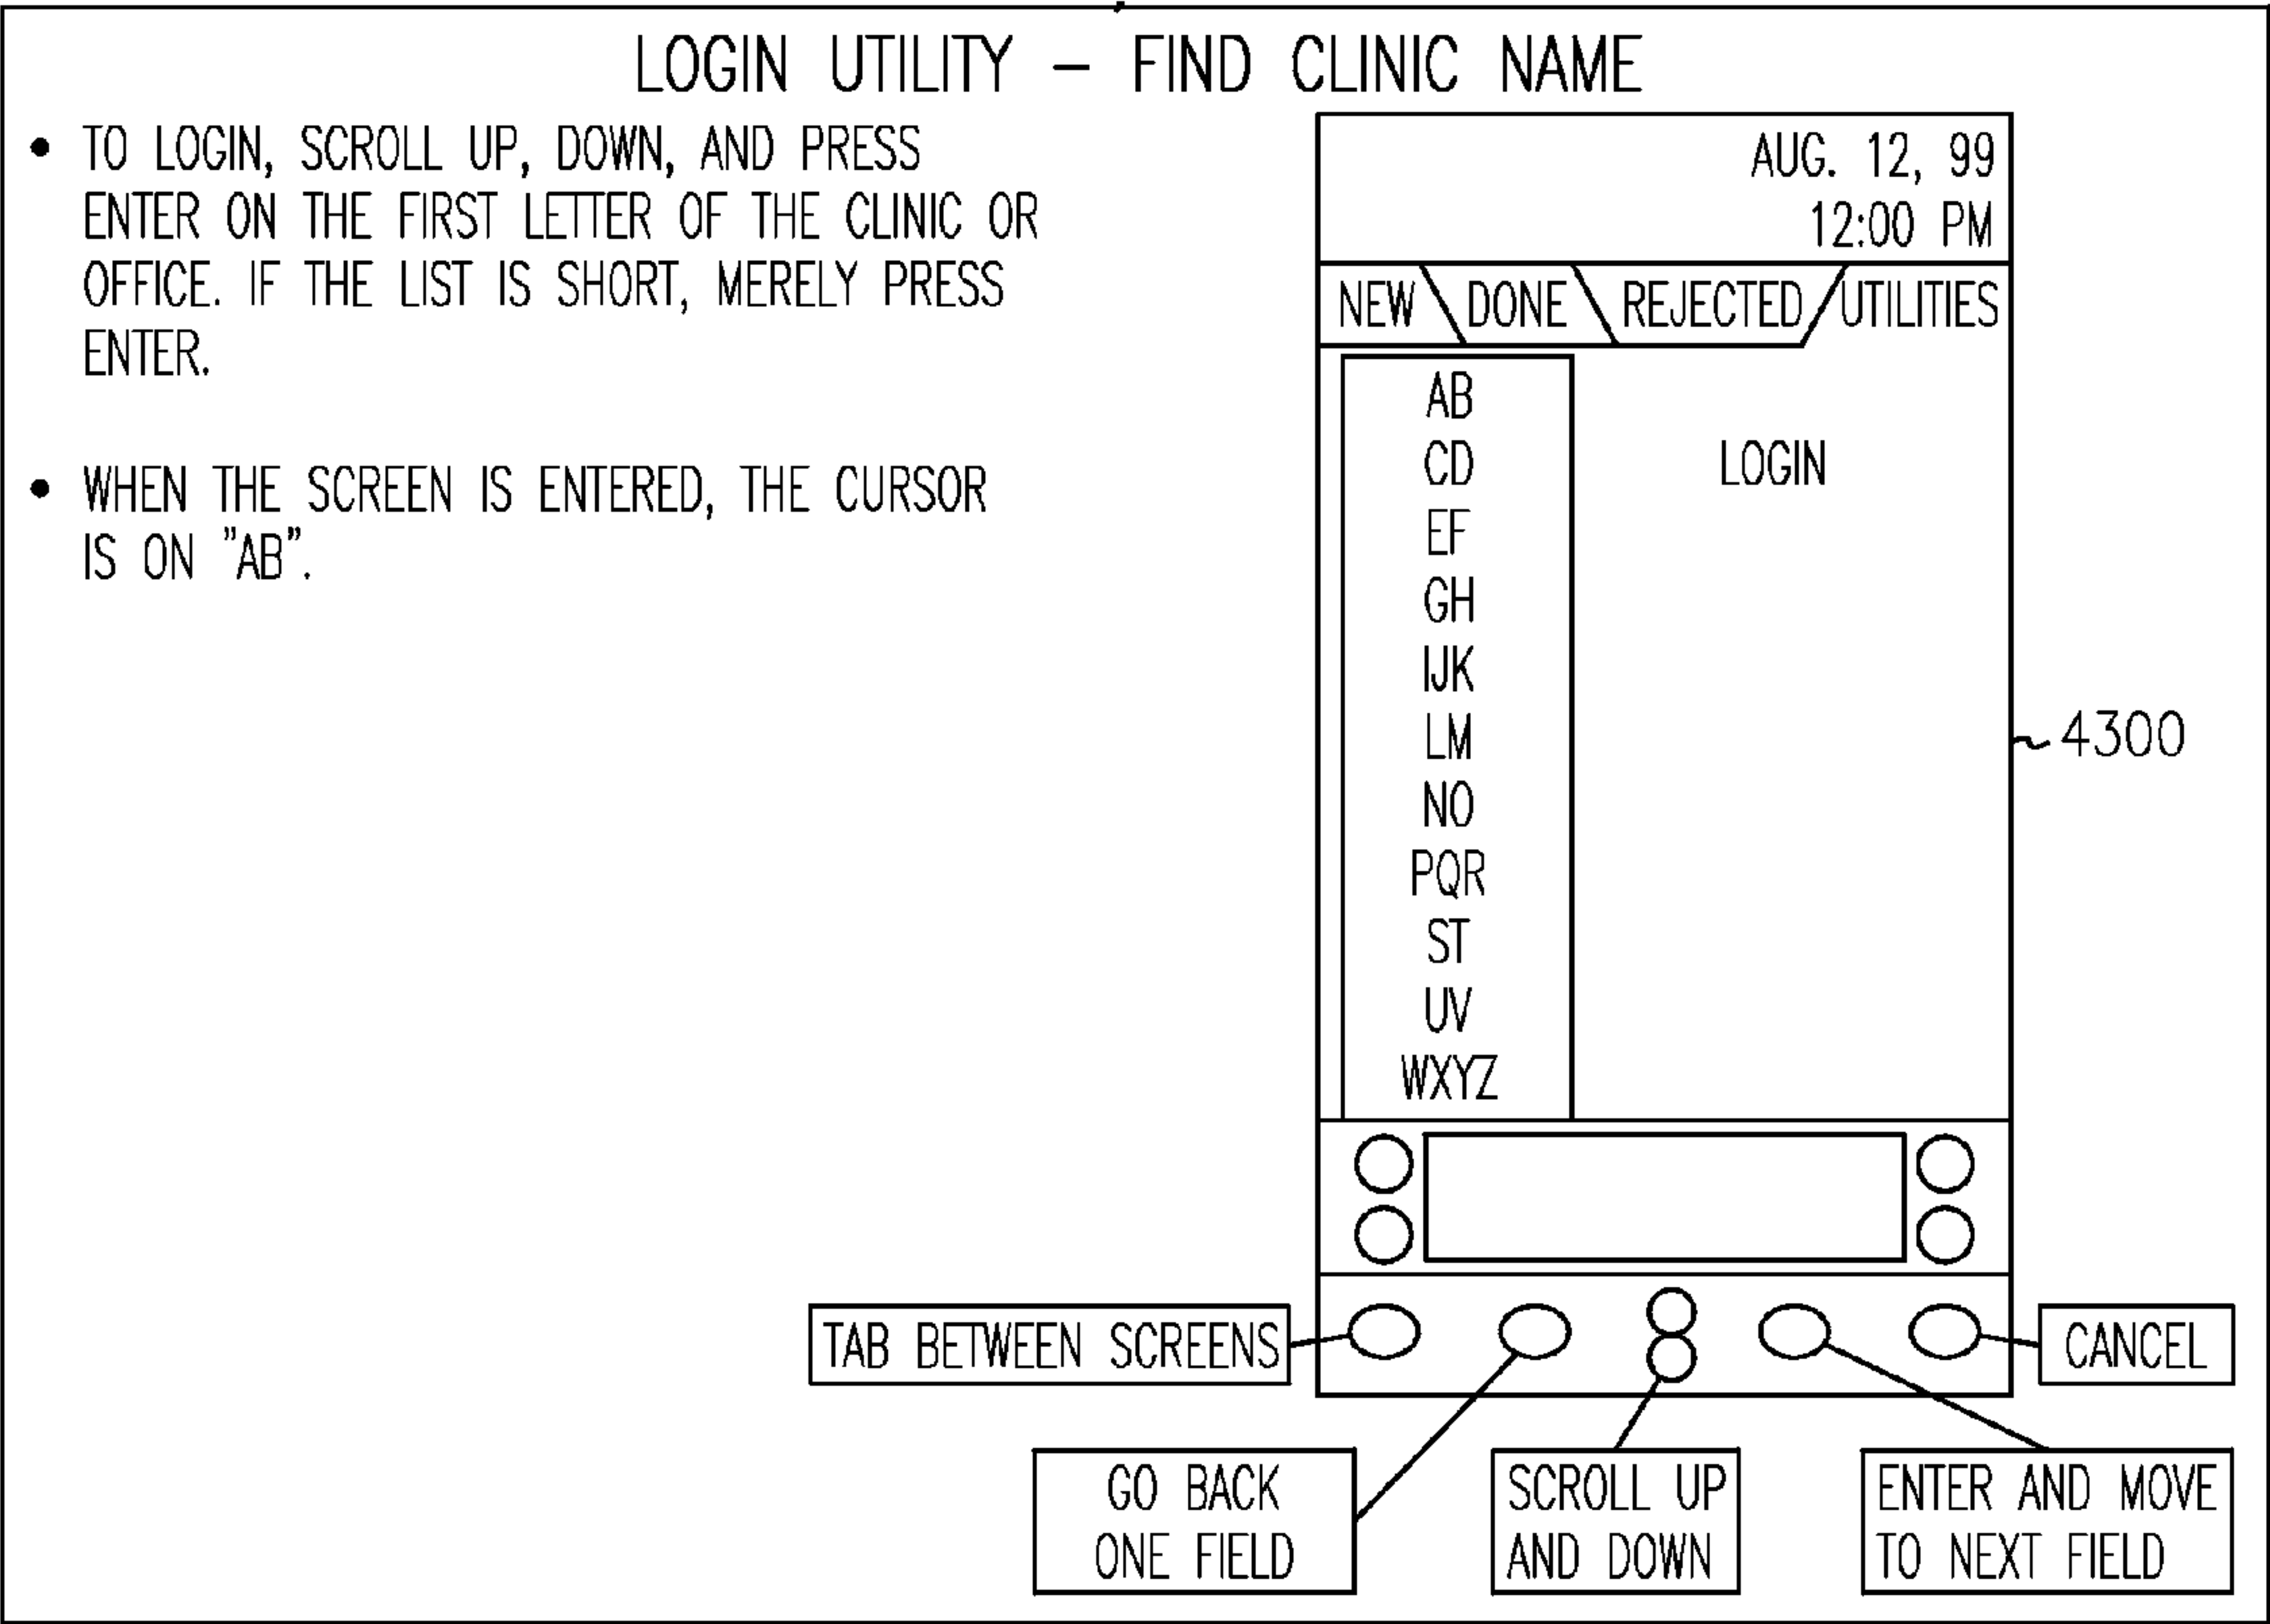 LOGIN UTILITY – FIND CLINIC NAME
• TO LOGIN, SCROLL UP, DOWN, AND PRESS
ENTER ON THE FIRST LETTER OF THE CLINIC OR
OFFICE. IF THE LIST IS SHORT, MERELY PRESS
ENTER.
• WHEN THE SCREEN IS ENTERED, THE CURSOR
IS ON "AB".
AUG. 12, 99
12:00 PM
NEW DONE REJECTED UTILITIES
AB
CD
EF
GH
IJK
LM
NO
PQR
ST
UV
WXYZ
LOGIN
4300
TAB BETWEEN SCREENS
CANCEL
GO BACK
ONE FIELD
SCROLL UP
AND DOWN
ENTER AND MOVE
TO NEXT FIELD